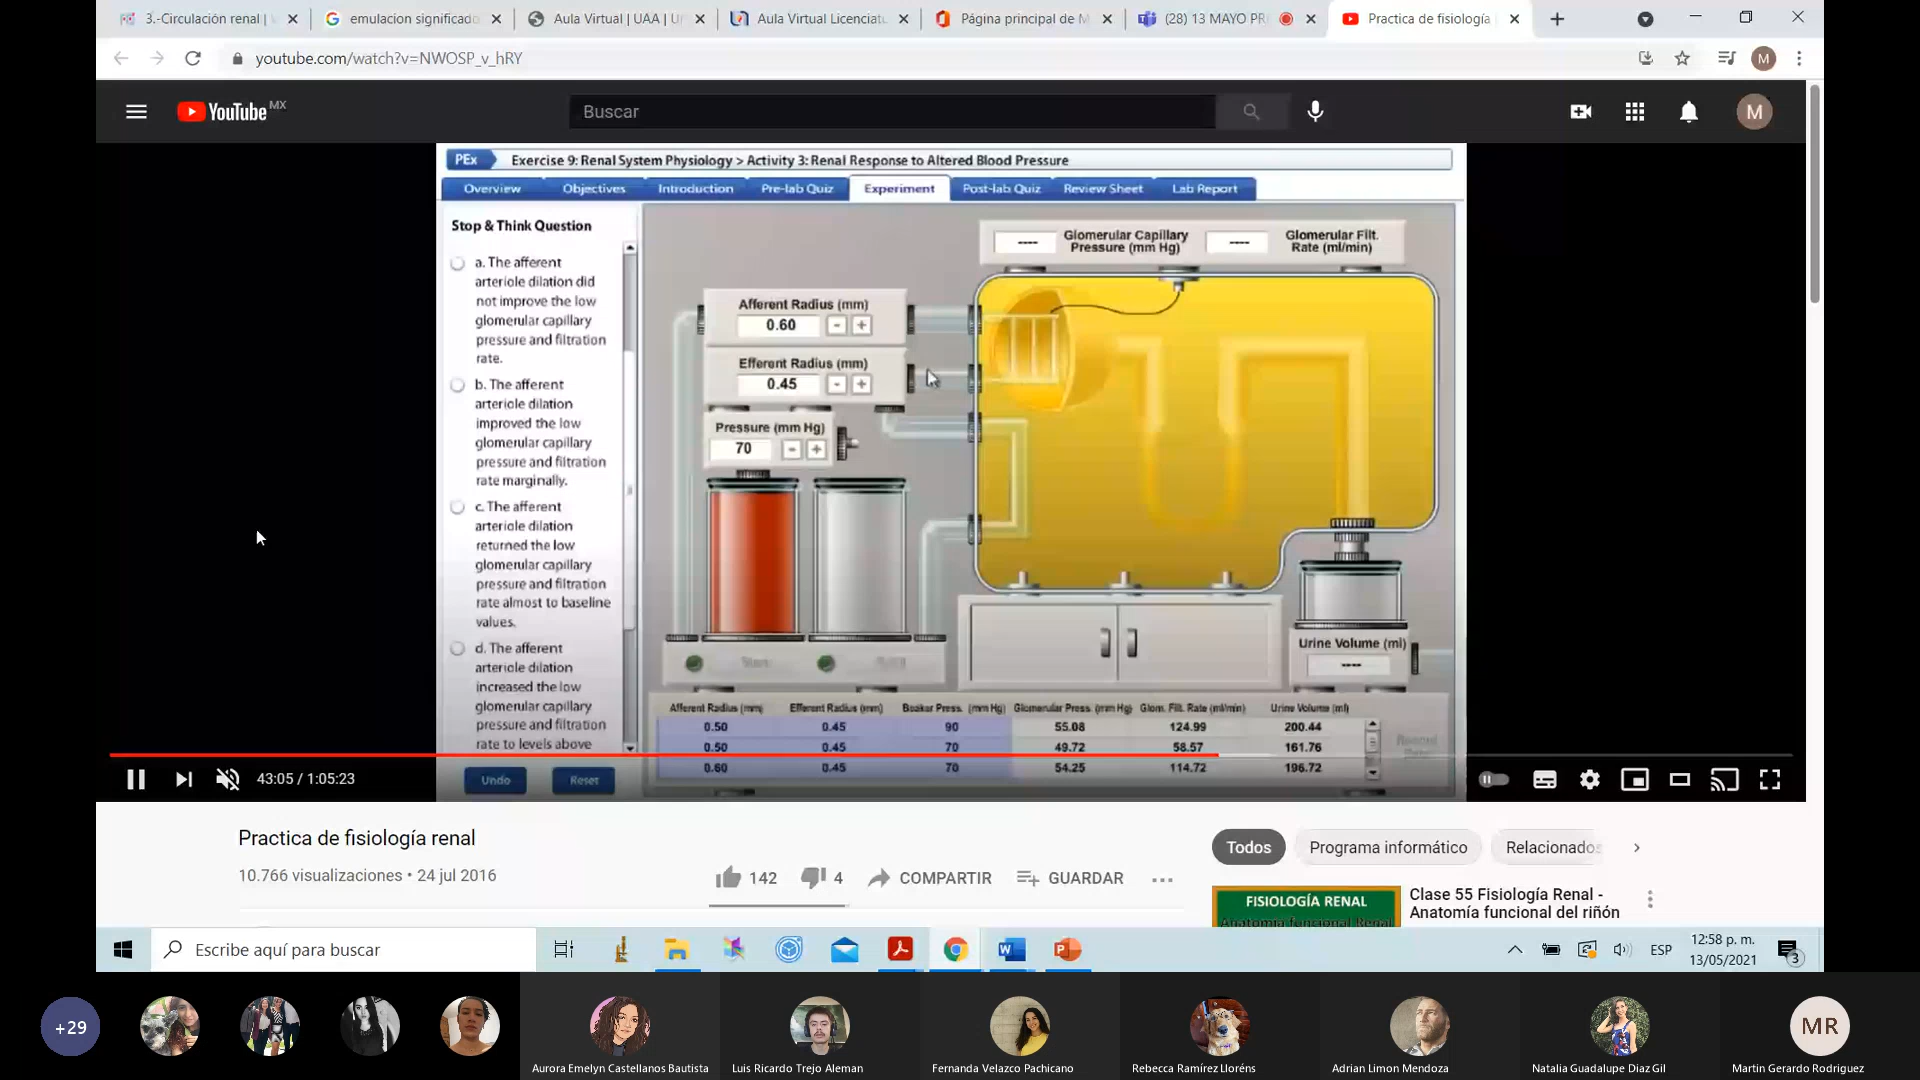 3.-Circulación renal |
emulacion significado
Aula Virtual | UAA | U
Aula Virtual Licenciatu
Página principal de M
(28) 13 MAYO PR
Practica de fisiología
youtube.com/watch?v=NWOSP_v_hRY
M
YouTube MX
Buscar
M
PEx
Exercise 9: Renal System Physiology > Activity 3: Renal Response to Altered Blood Pressure
Overview
Objectives
Introduction
Pre-lab Quiz
Experiment
Post-lab Quiz
Review Sheet
Lab Report
Stop & Think Question
a. The afferent
arteriole dilation did
not improve the low
glomerular capillary
pressure and filtration
rate.
b. The afferent
arteriole dilation
improved the low
glomerular capillary
pressure and filtration
rate marginally.
c. The afferent
arteriole dilation
returned the low
glomerular capillary
pressure and filtration
rate almost to baseline
values.
d. The afferent
arteriole dilation
increased the low
glomerular capillary
pressure and filtration
rate to levels above
Undo
Reset
---- Glomerular Capillary
Pressure (mm Hg)
---- Glomerular Filt.
Rate (ml/min)
Afferent Radius (mm)
0.60 - +
Efferent Radius (mm)
0.45 - +
Pressure (mm Hg)
70 - +
Start
Refill
Urine Volume (ml)
----
Afferent Radius (mm) Efferent Radius (mm) Beaker Press. (mm Hg) Glomerular Press. (mm Hg) Glom. Filt. Rate (ml/min) Urine Volume (ml)
0.50 0.45 90 55.08 124.99 200.44
0.50 0.45 70 49.72 58.57 161.76
0.60 0.45 70 54.25 114.72 196.72
Record
43:05 / 1:05:23
Practica de fisiología renal
10.766 visualizaciones • 24 jul 2016
142
4
COMPARTIR
GUARDAR
Todos
Programa informático
Relacionados
FISIOLOGÍA RENAL
Anatomía funcional Renal
Clase 55 Fisiología Renal -
Anatomía funcional del riñón
Escribe aquí para buscar
ESP
12:58 p. m.
13/05/2021
3
+29
Aurora Emelyn Castellanos Bautista
Luis Ricardo Trejo Aleman
Fernanda Velazco Pachicano
Rebecca Ramírez Lloréns
Adrian Limon Mendoza
Natalia Guadalupe Diaz Gil
MR
Martin Gerardo Rodriguez